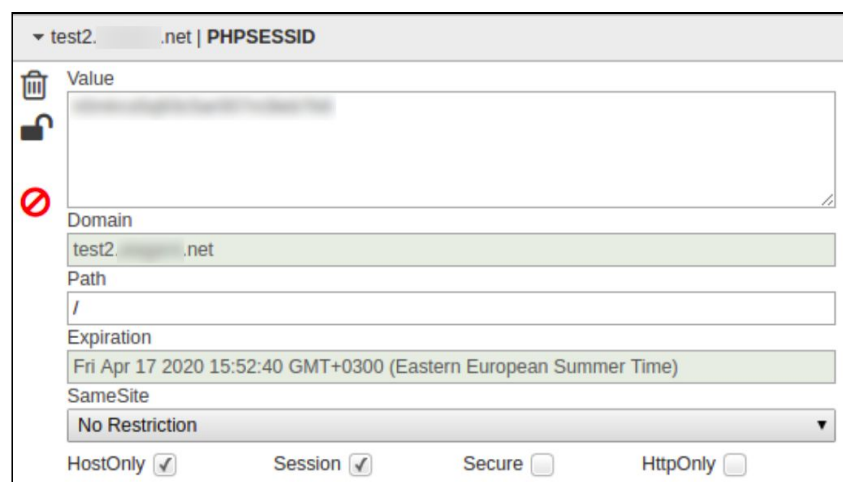 test2. .net | PHPSESSID
Value
Domain
test2. .net
Path
/
Expiration
Fri Apr 17 2020 15:52:40 GMT+0300 (Eastern European Summer Time)
SameSite
No Restriction
HostOnly Session Secure HttpOnly